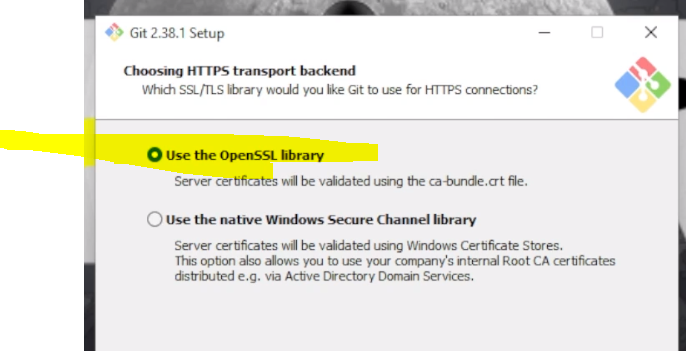 Git 2.38.1 Setup
Choosing HTTPS transport backend
Which SSL/TLS library would you like Git to use for HTTPS connections?
Use the OpenSSL library
Server certificates will be validated using the ca-bundle.crt file.
Use the native Windows Secure Channel library
Server certificates will be validated using Windows Certificate Stores.
This option also allows you to use your company's internal Root CA certificates
distributed e.g. via Active Directory Domain Services.